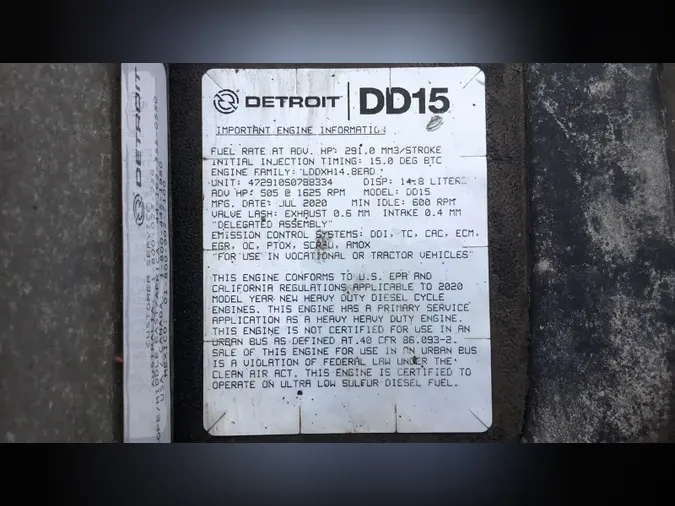 DETROIT DD15
IMPORTANT ENGINE INFORMATION
FUEL RATE AT ADV. HP: 291.0 MM3/STROKE
INITIAL INJECTION TIMING: 15.0 DEG BTC
ENGINE FAMILY: LDDXH14.8EAD
UNIT: 472910S0788334 DISP: 14.8 LITERS
ADV HP: 505 @ 1625 RPM MODEL: DD15
MFG. DATE: JUL 2020 MIN IDLE: 600 RPM
VALVE LASH: EXHAUST 0.6 MM INTAKE 0.4 MM
"DELEGATED ASSEMBLY"
EMISSION CONTROL SYSTEMS: DDI, TC, CAC, ECM,
EGR, OC, PTOX, SCR-U, AMOX
"FOR USE IN VOCATIONAL OR TRACTOR VEHICLES"
THIS ENGINE CONFORMS TO U.S. EPA AND
CALIFORNIA REGULATIONS APPLICABLE TO 2020
MODEL YEAR NEW HEAVY DUTY DIESEL CYCLE
ENGINES. THIS ENGINE HAS A PRIMARY SERVICE
APPLICATION AS A HEAVY HEAVY DUTY ENGINE.
THIS ENGINE IS NOT CERTIFIED FOR USE IN AN
URBAN BUS AS DEFINED AT.40 CFR 86.093-2.
SALE OF THIS ENGINE FOR USE IN AN URBAN BUS
IS A VIOLATION OF FEDERAL LAW UNDER THE
CLEAN AIR ACT. THIS ENGINE IS CERTIFIED TO
OPERATE ON ULTRA LOW SULFUR DIESEL FUEL.
DETROIT